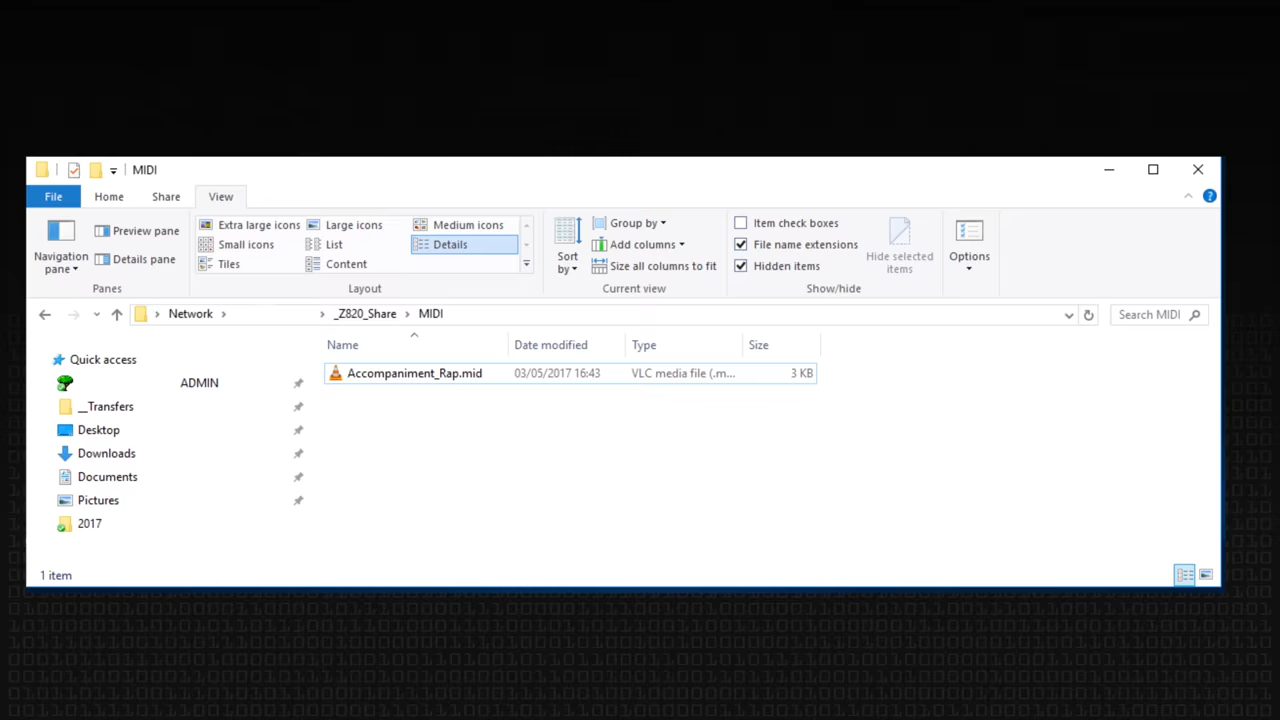 MIDI
File Home Share View
Navigation pane
Preview pane
Details pane
Panes
Extra large icons Large icons Medium icons
Small icons List Details
Tiles Content
Layout
Sort by
Group by
Add columns
Size all columns to fit
Current view
Item check boxes
File name extensions
Hidden items
Hide selected items
Show/hide
Options
Network _Z820_Share MIDI Search MIDI
Name Date modified Type Size
Accompaniment_Rap.mid 03/05/2017 16:43 VLC media file (.m... 3 KB
Quick access
ADMIN
__Transfers
Desktop
Downloads
Documents
Pictures
2017
1 item